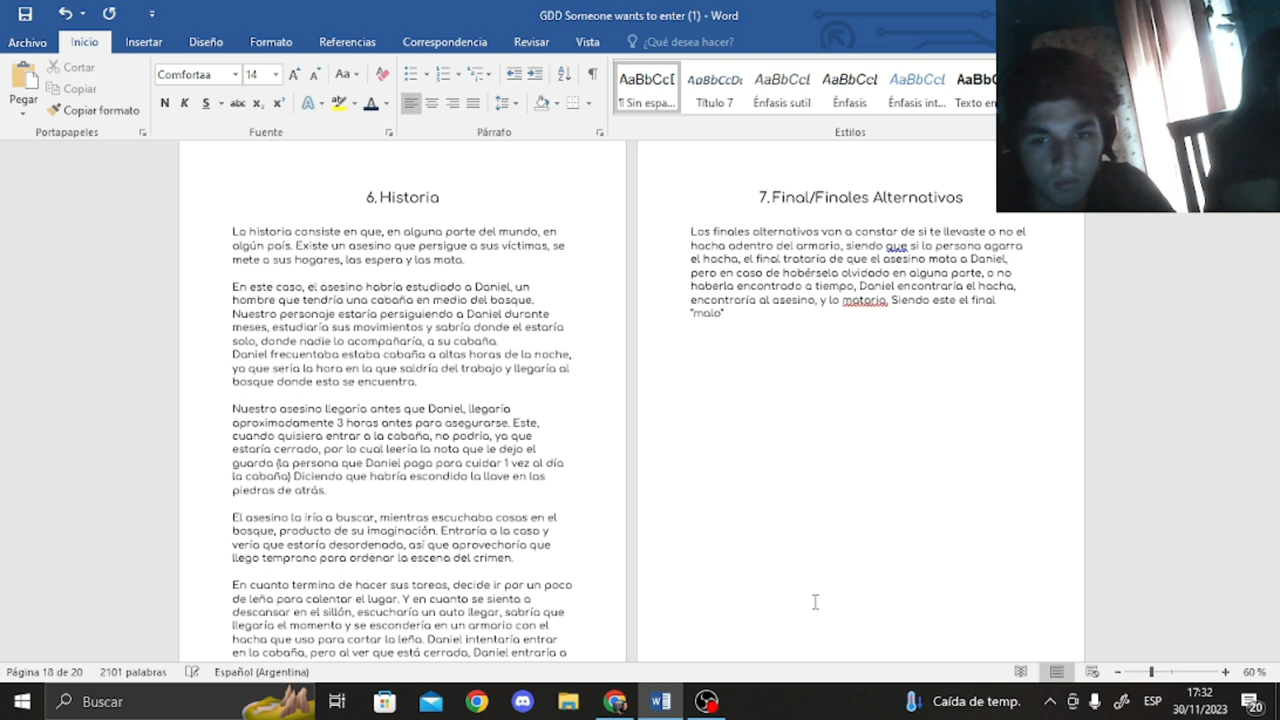 GDD Someone wants to enter (1) - Word
Archivo Inicio Insertar Diseño Formato Referencias Correspondencia Revisar Vista ¿Qué desea hacer?
Pegar
Cortar
Copiar
Copiar formato
Portapapeles
Comfortaa 14
Fuente
Párrafo
AaBbCcD AaBbCcDc AaBbCcl AaBbCcl AaBbCcl AaBb
¶ Sin espa... Título 7 Énfasis sutil Énfasis Énfasis int... Texto en
Estilos
6. Historia
La historia consiste en que, en alguna parte del mundo, en
algún país. Existe un asesino que persigue a sus víctimas, se
mete a sus hogares, las espera y las mata.
En este caso, el asesino habría estudiado a Daniel, un
hombre que tendría una cabaña en medio del bosque.
Nuestro personaje estaría persiguiendo a Daniel durante
meses, estudiaría sus movimientos y sabría donde el estaría
solo, donde nadie lo acompañaría, a su cabaña.
Daniel frecuentaba estaba cabaña a altas horas de la noche,
ya que sería la hora en la que saldría del trabajo y llegaría al
bosque donde esta se encuentra.
Nuestro asesino llegaría antes que Daniel, llegaría
aproximadamente 3 horas antes para asegurarse. Este,
cuando quisiera entrar a la cabaña, no podría, ya que
estaría cerrado, por lo cual leería la nota que le dejo el
guarda (la persona que Daniel paga para cuidar 1 vez al día
la cabaña) Diciendo que habría escondido la llave en las
piedras de atrás.
El asesino la iría a buscar, mientras escuchaba cosas en el
bosque, producto de su imaginación. Entraría a la casa y
vería que estaría desordenada, así que aprovecharía que
llego temprano para ordenar la escena del crimen.
En cuanto termina de hacer sus tareas, decide ir por un poco
de leña para calentar el lugar. Y en cuanto se sienta a
descansar en el sillón, escucharía un auto llegar, sabría que
llegaría el momento y se escondería en un armario con el
hacha que uso para cortar la leña. Daniel intentaría entrar
en la cabaña, pero al ver que está cerrada, Daniel entraría a
7. Final/Finales Alternativos
Los finales alternativos van a constar de si te llevaste o no el
hacha adentro del armario, siendo que si la persona agarra
el hacha, el final trataría de que el asesino mata a Daniel,
pero en caso de habérsela olvidado en alguna parte, o no
haberla encontrado a tiempo, Daniel encontraría el hacha,
encontraría al asesino, y lo mataria. Siendo este el final
"malo"
Página 18 de 20 2101 palabras Español (Argentina) 60 %
Buscar Caída de temp. ESP 17:32
30/11/2023 20